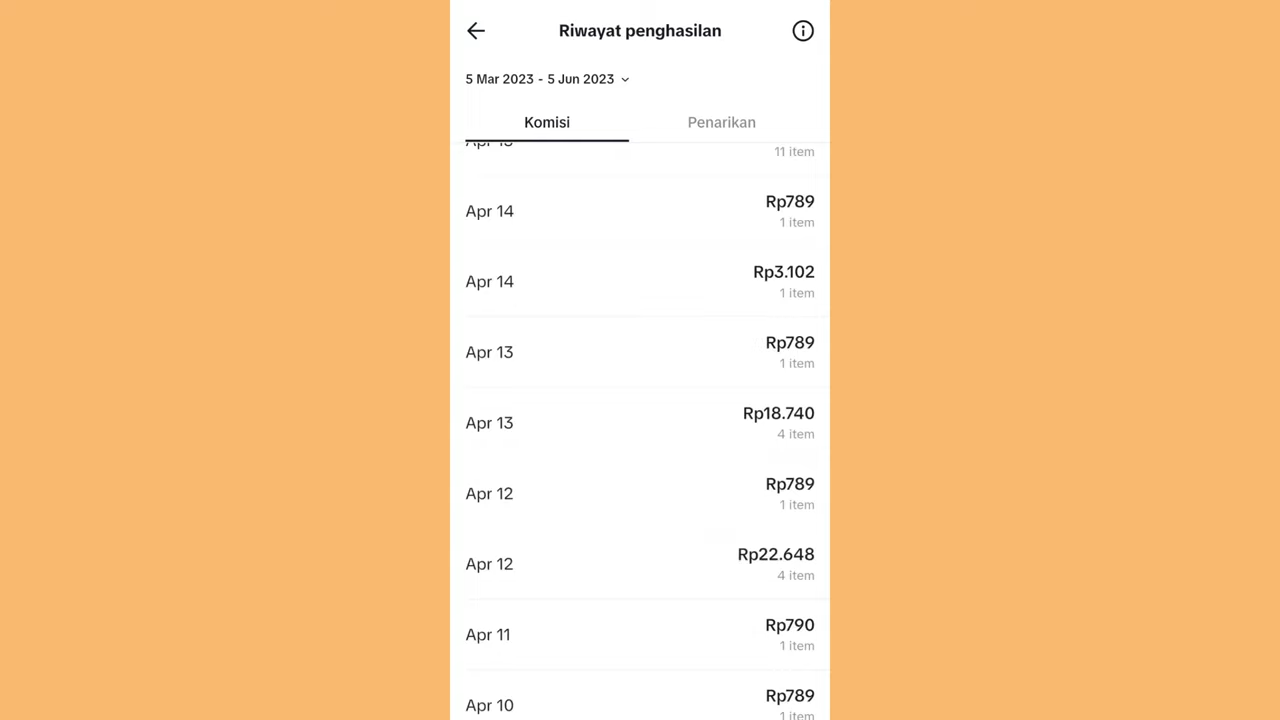 Riwayat penghasilan
5 Mar 2023 - 5 Jun 2023
Komisi
Penarikan
11 item
Apr 14
Rp789
1 item
Apr 14
Rp3.102
1 item
Apr 13
Rp789
1 item
Apr 13
Rp18.740
4 item
Apr 12
Rp789
1 item
Apr 12
Rp22.648
4 item
Apr 11
Rp790
1 item
Apr 10
Rp789
1 item